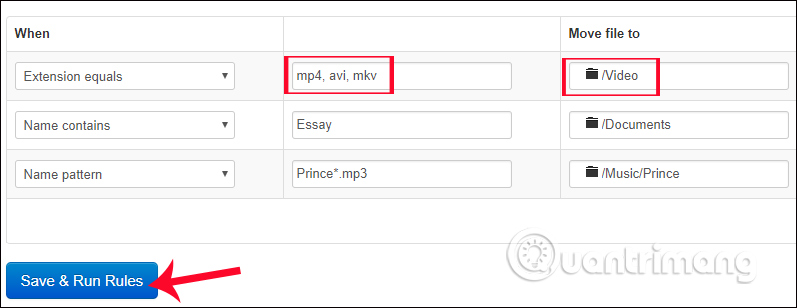 When Move file to
Extension equals mp4, avi, mkv /Video
Name contains Essay /Documents
Name pattern Prince*.mp3 /Music/Prince
Save & Run Rules
Quantrimang